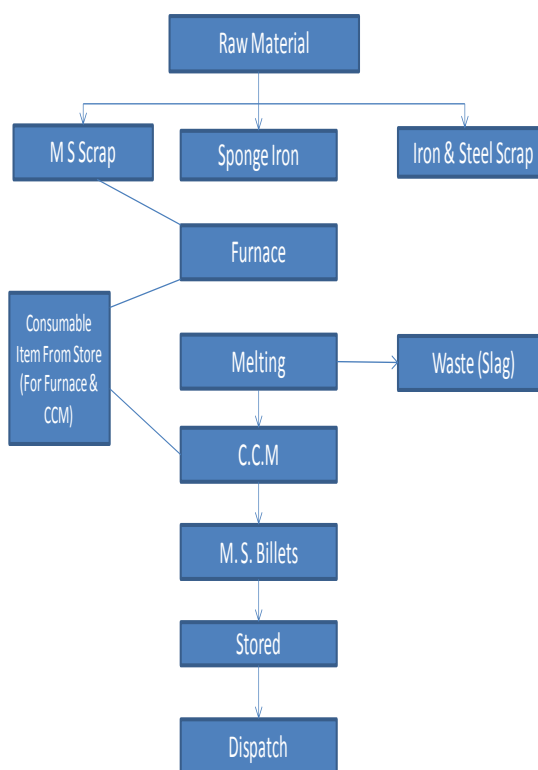 Raw Material
M S Scrap
Sponge Iron
Iron & Steel Scrap
Furnace
Consumable
Item From Store
(For Furnace &
CCM)
Melting
Waste (Slag)
C.C.M
M. S. Billets
Stored
Dispatch